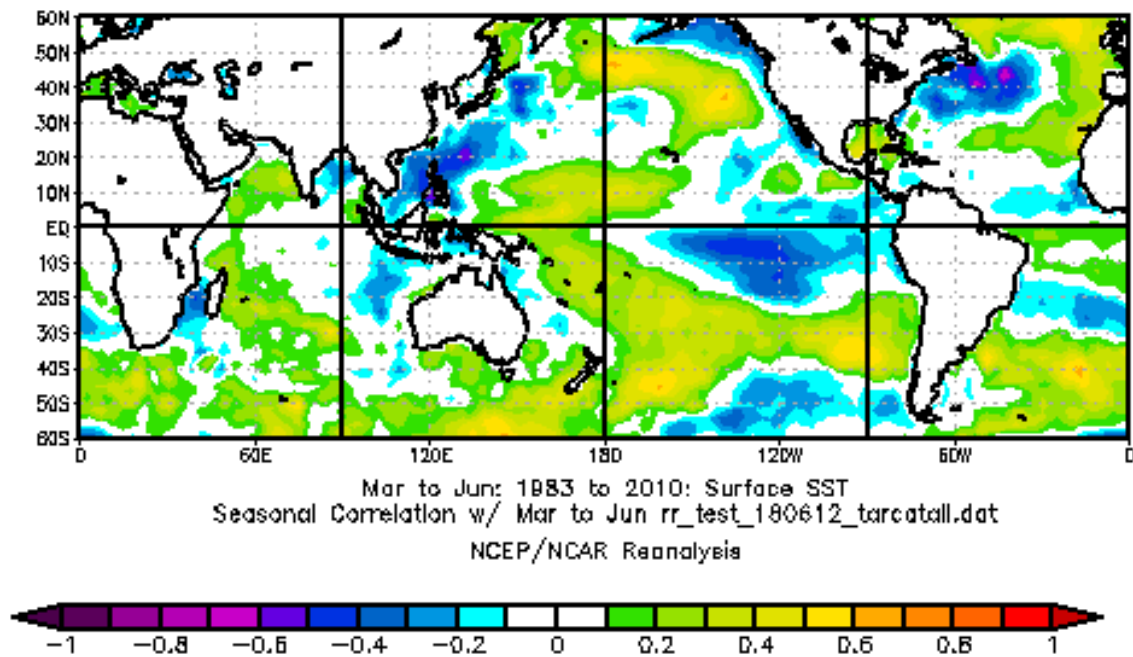 60N
50N
40N
30N
20N
10N
EQ
10S
20S
30S
40S
50S
60S
0 60E 120E 180 120W 60W 0
Mar to Jun: 1983 to 2010: Surface SST
Seasonal Correlation w/ Mar to Jun rr_test_180612_tarcatall.dat
NCEP/NCAR Reanalysis
-1 -0.8 -0.6 -0.4 -0.2 0 0.2 0.4 0.6 0.8 1